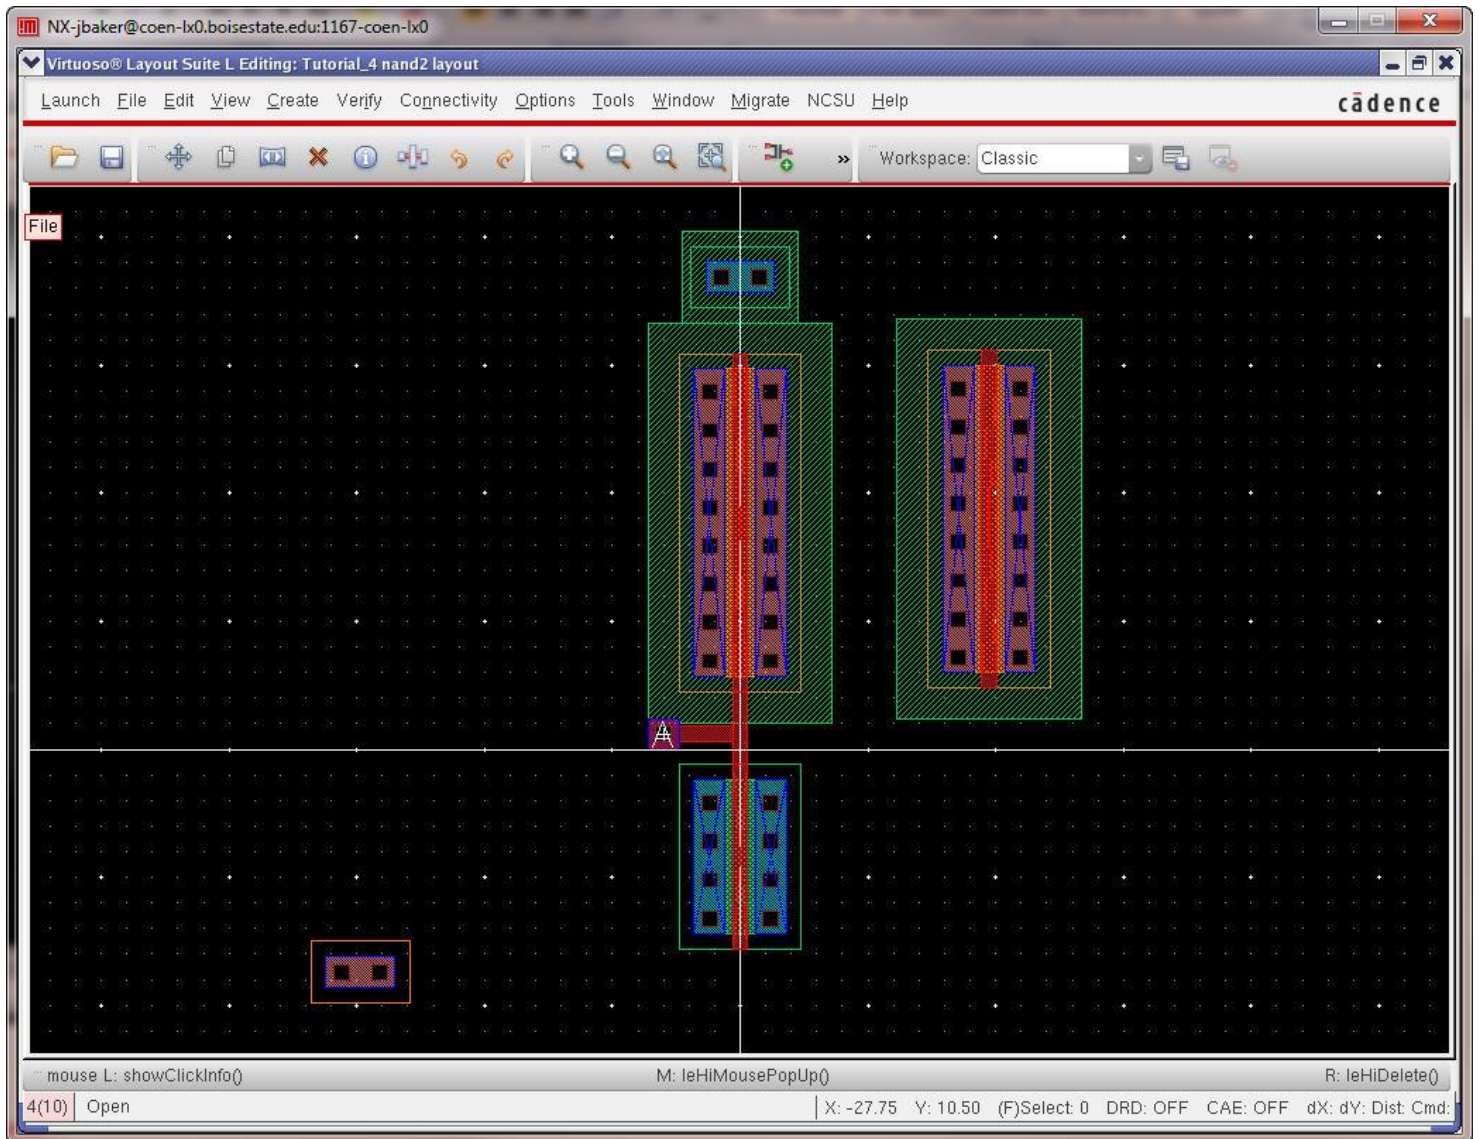 NX-jbaker@coen-lx0.boisestate.edu:1167-coen-lx0
Virtuoso® Layout Suite L Editing: Tutorial_4 nand2 layout
Launch File Edit View Create Verify Connectivity Options Tools Window Migrate NCSU Help cādence
» Workspace: Classic
File
A
mouse L: showClickInfo() M: leHiMousePopUp() R: leHiDelete()
4(10) Open X: -27.75 Y: 10.50 (F)Select: 0 DRD: OFF CAE: OFF dX: dY: Dist: Cmd: